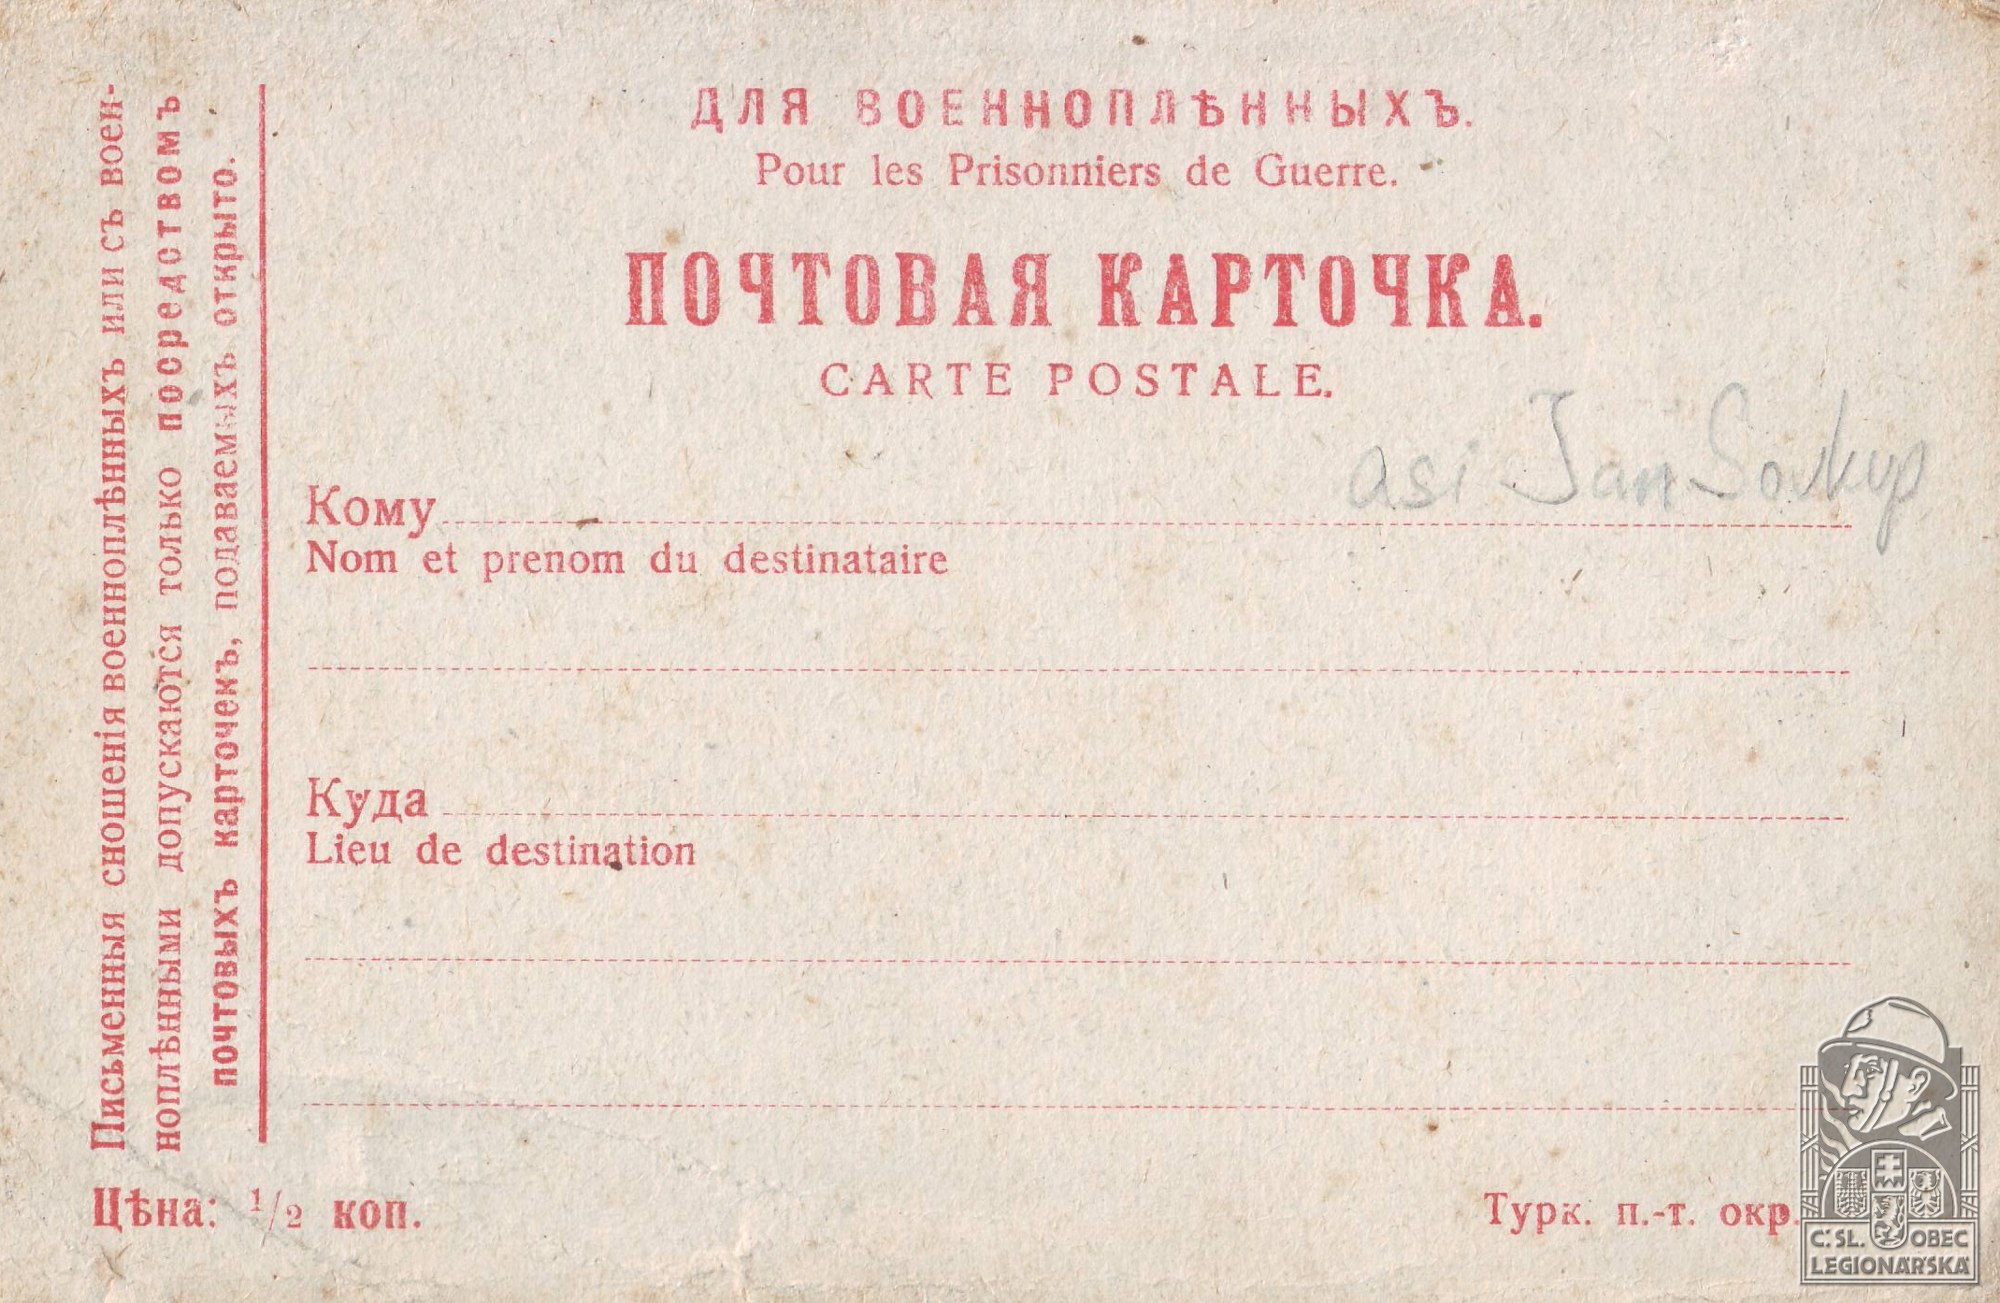 ДЛЯ ВОЕННОПЛѢННЫХЪ.
Pour les Prisonniers de Guerre.
ПОЧТОВАЯ КАРТОЧКА.
CARTE POSTALE.
asi Jan Soukup
Кому
Nom et prenom du destinataire
Куда
Lieu de destination
Письменныя сношенія военноплѣнныхъ или съ воен-
ноплѣнными допускаются только посредствомъ
почтовыхъ карточекъ, подаваемыхъ открыто.
Цѣна: 1/2 коп.
Турк. п.-т. окр.
Č. SL. OBEC
LEGIONÁŘSKÁ